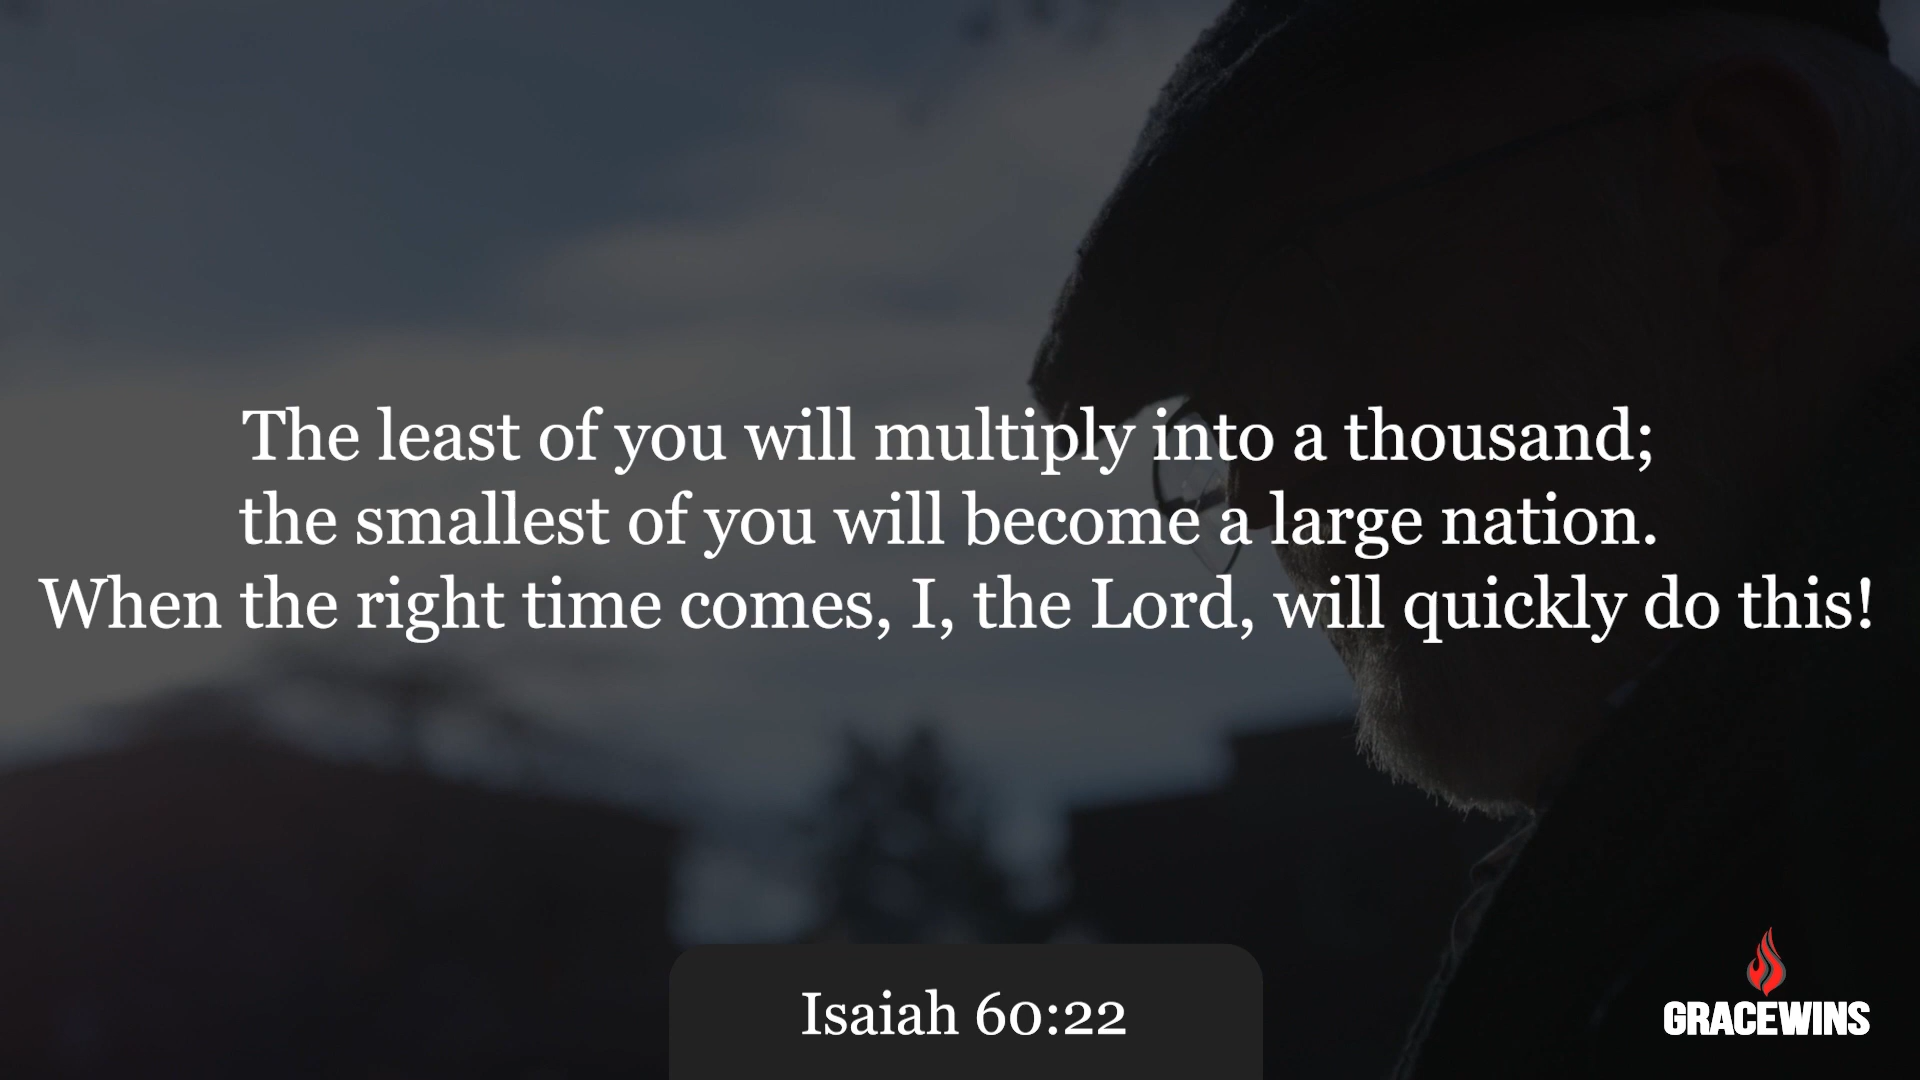 The least of you will multiply into a thousand;
the smallest of you will become a large nation.
When the right time comes, I, the Lord, will quickly do this!
Isaiah 60:22
GRACEWINS